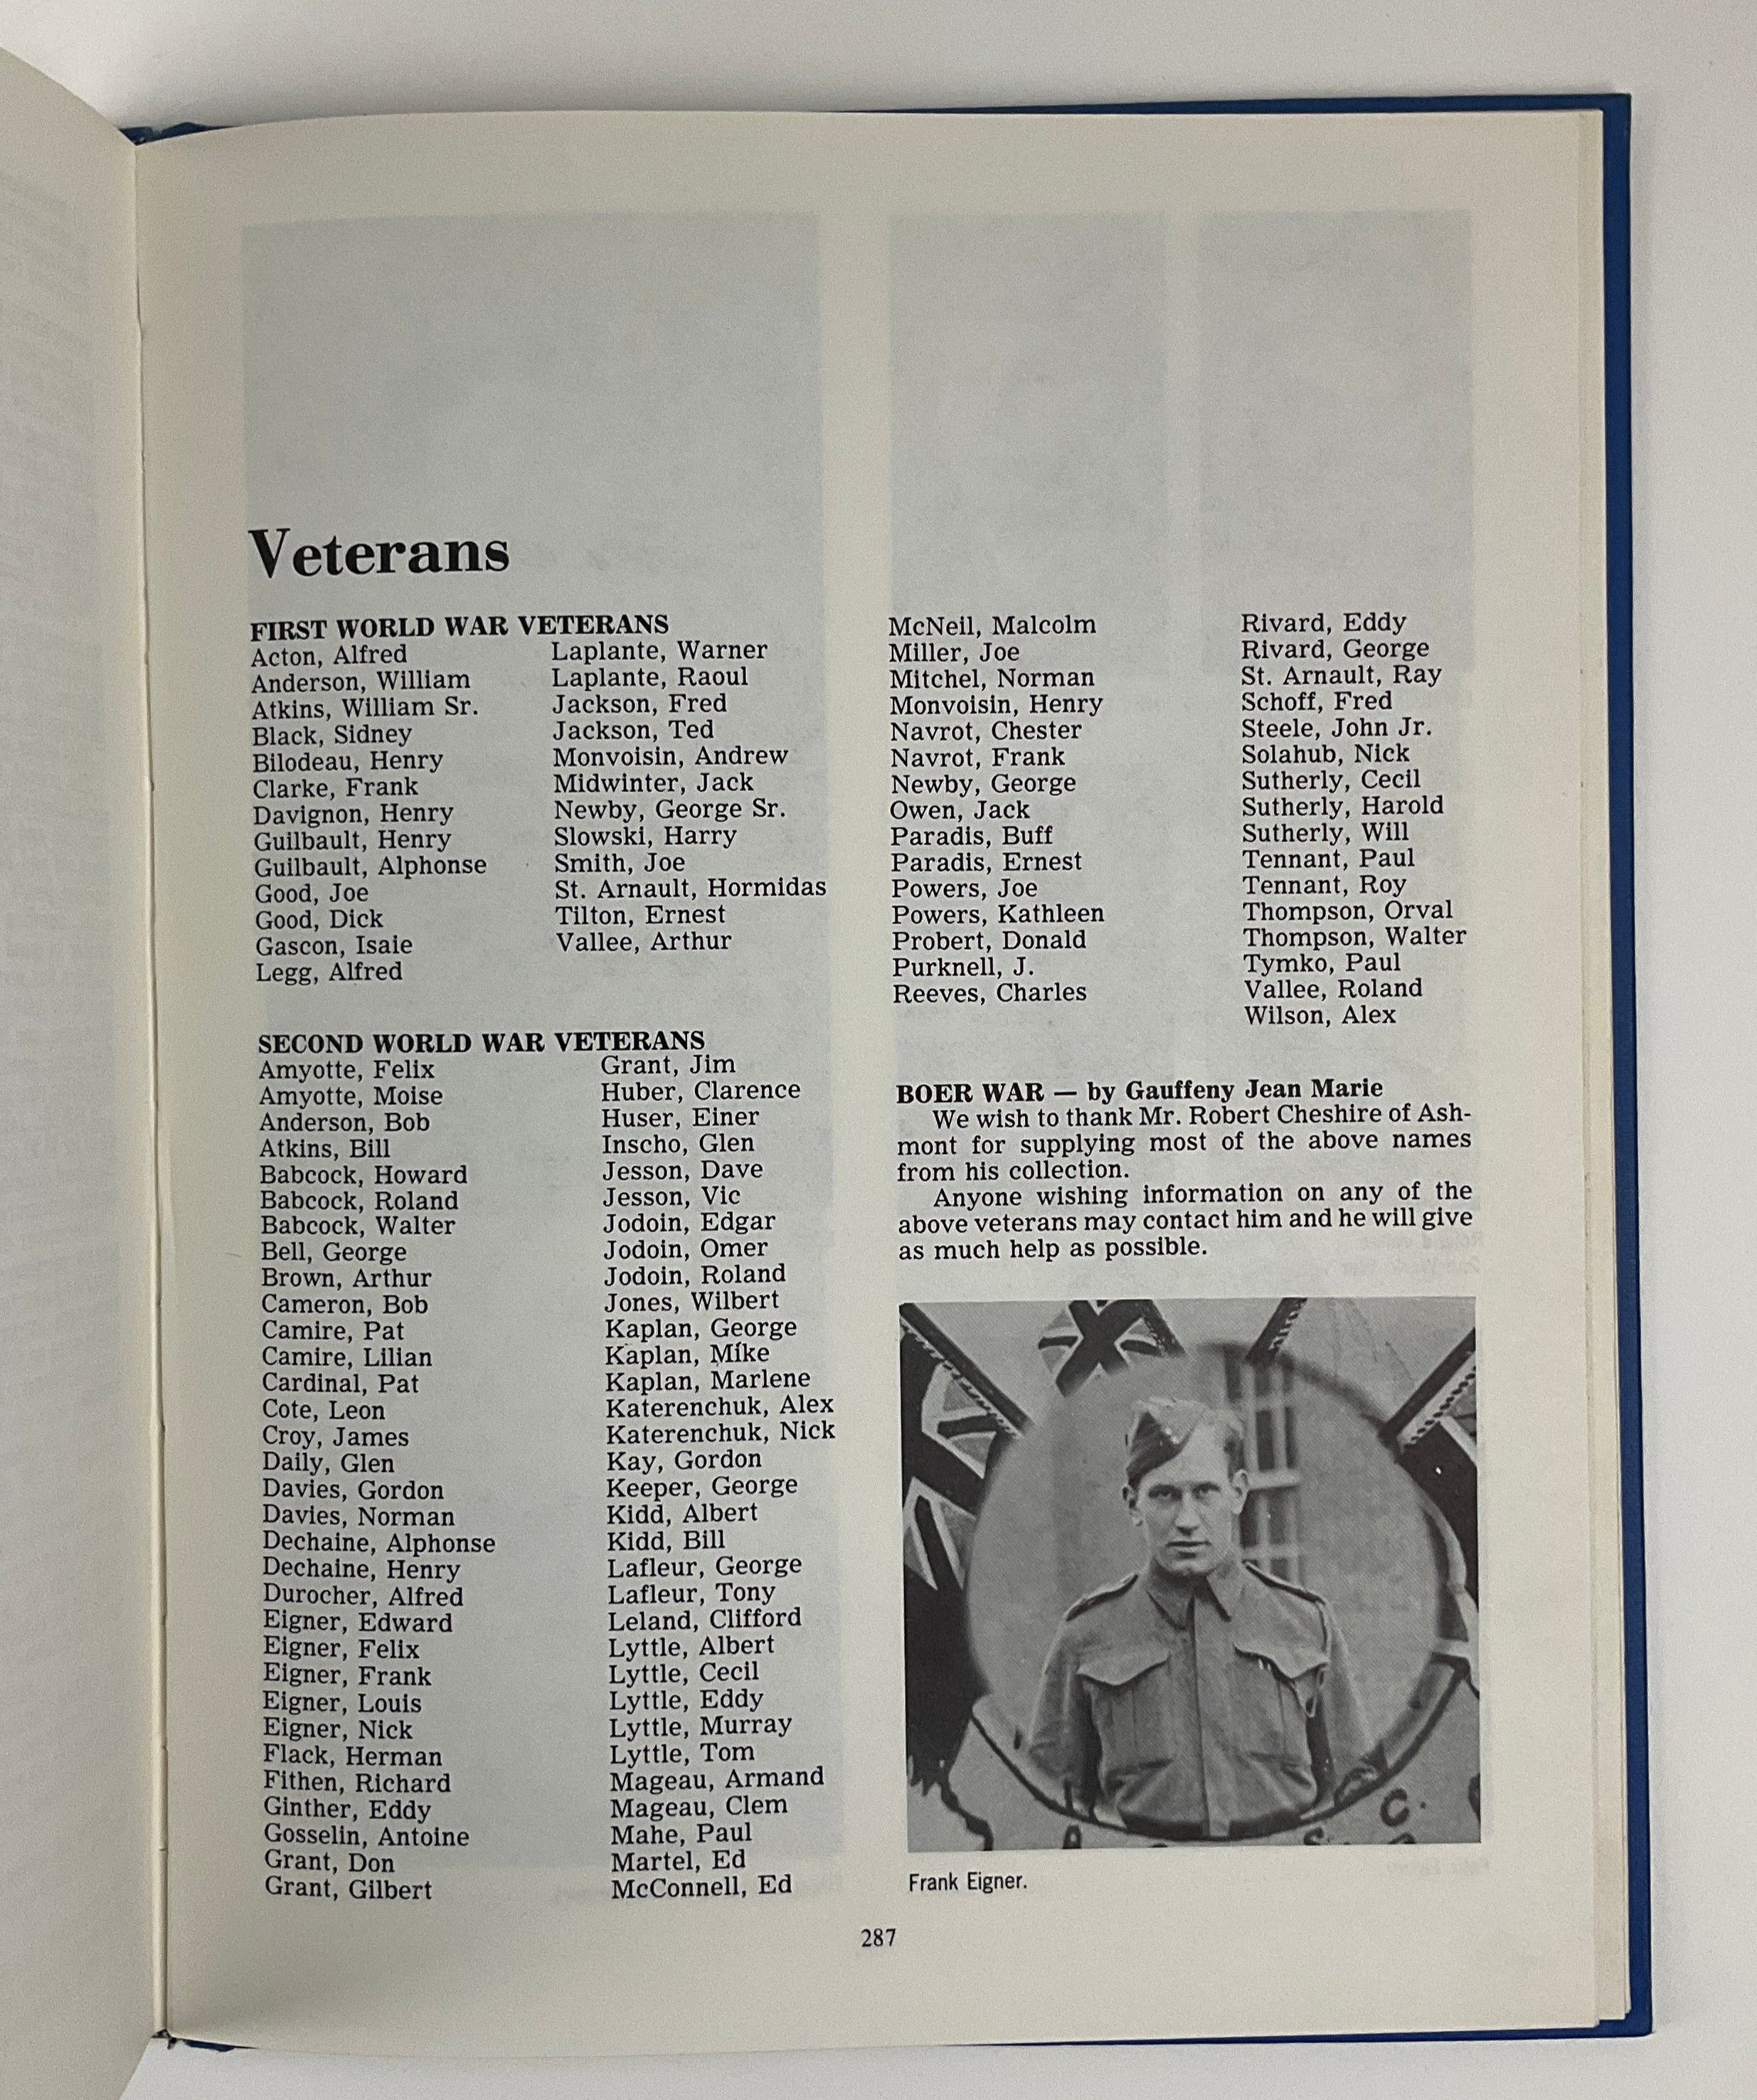 Veterans
FIRST WORLD WAR VETERANS
Acton, Alfred
Anderson, William
Atkins, William Sr.
Black, Sidney
Bilodeau, Henry
Clarke, Frank
Davignon, Henry
Guilbault, Henry
Guilbault, Alphonse
Good, Joe
Good, Dick
Gascon, Isaie
Legg, Alfred
Laplante, Warner
Laplante, Raoul
Jackson, Fred
Jackson, Ted
Monvoisin, Andrew
Midwinter, Jack
Newby, George Sr.
Slowski, Harry
Smith, Joe
St. Arnault, Hormidas
Tilton, Ernest
Vallee, Arthur
SECOND WORLD WAR VETERANS
Amyotte, Felix
Amyotte, Moise
Anderson, Bob
Atkins, Bill
Babcock, Howard
Babcock, Roland
Babcock, Walter
Bell, George
Brown, Arthur
Cameron, Bob
Camire, Pat
Camire, Lilian
Cardinal, Pat
Cote, Leon
Croy, James
Daily, Glen
Davies, Gordon
Davies, Norman
Dechaine, Alphonse
Dechaine, Henry
Durocher, Alfred
Eigner, Edward
Eigner, Felix
Eigner, Frank
Eigner, Louis
Eigner, Nick
Flack, Herman
Fithen, Richard
Ginther, Eddy
Gosselin, Antoine
Grant, Don
Grant, Gilbert
Grant, Jim
Huber, Clarence
Huser, Einer
Inscho, Glen
Jesson, Dave
Jesson, Vic
Jodoin, Edgar
Jodoin, Omer
Jodoin, Roland
Jones, Wilbert
Kaplan, George
Kaplan, Mike
Kaplan, Marlene
Katerenchuk, Alex
Katerenchuk, Nick
Kay, Gordon
Keeper, George
Kidd, Albert
Kidd, Bill
Lafleur, George
Lafleur, Tony
Leland, Clifford
Lyttle, Albert
Lyttle, Cecil
Lyttle, Eddy
Lyttle, Murray
Lyttle, Tom
Mageau, Armand
Mageau, Clem
Mahe, Paul
Martel, Ed
McConnell, Ed
McNeil, Malcolm
Miller, Joe
Mitchel, Norman
Monvoisin, Henry
Navrot, Chester
Navrot, Frank
Newby, George
Owen, Jack
Paradis, Buff
Paradis, Ernest
Powers, Joe
Powers, Kathleen
Probert, Donald
Purknell, J.
Reeves, Charles
Rivard, Eddy
Rivard, George
St. Arnault, Ray
Schoff, Fred
Steele, John Jr.
Solahub, Nick
Sutherly, Cecil
Sutherly, Harold
Sutherly, Will
Tennant, Paul
Tennant, Roy
Thompson, Orval
Thompson, Walter
Tymko, Paul
Vallee, Roland
Wilson, Alex
BOER WAR — by Gauffeny Jean Marie
We wish to thank Mr. Robert Cheshire of Ash-
mont for supplying most of the above names
from his collection.
Anyone wishing information on any of the
above veterans may contact him and he will give
as much help as possible.
Frank Eigner.
287